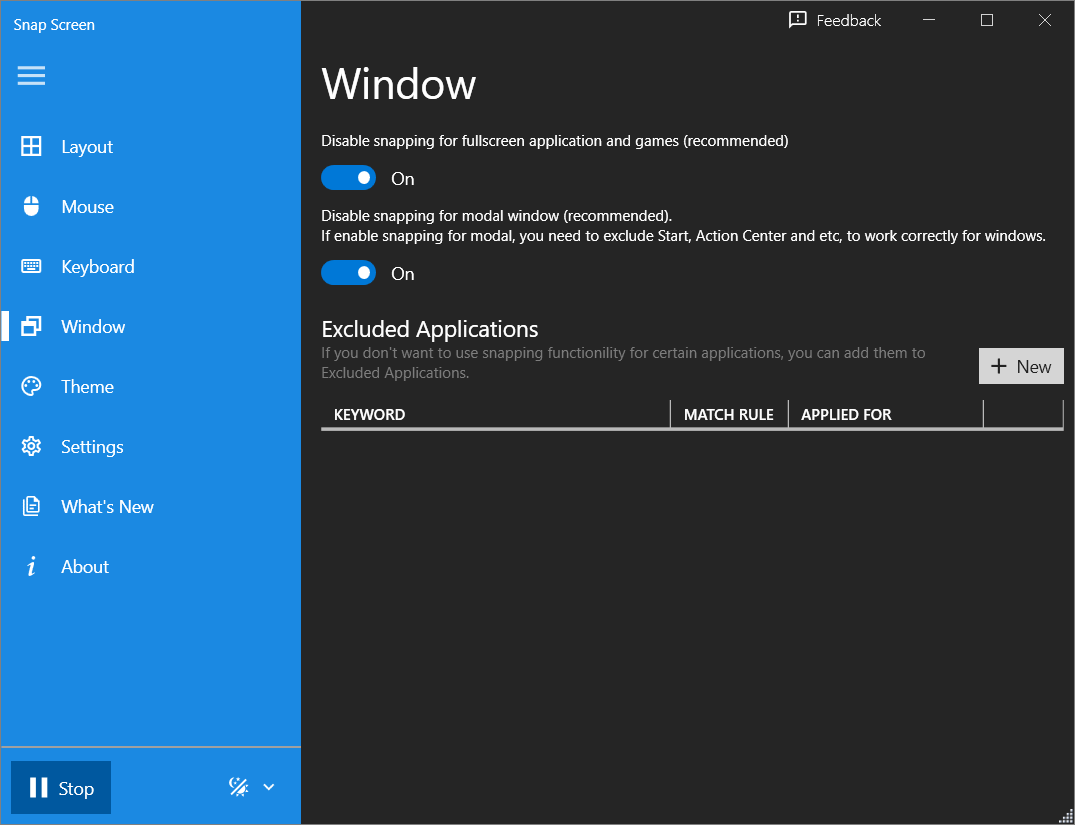 Snap Screen
Feedback
Layout
Mouse
Keyboard
Window
Theme
Settings
What's New
About
Stop
Window
Disable snapping for fullscreen application and games (recommended)
On
Disable snapping for modal window (recommended).
If enable snapping for modal, you need to exclude Start, Action Center and etc, to work correctly for windows.
On
Excluded Applications
If you don't want to use snapping functionility for certain applications, you can add them to
Excluded Applications.
New
KEYWORD MATCH RULE APPLIED FOR